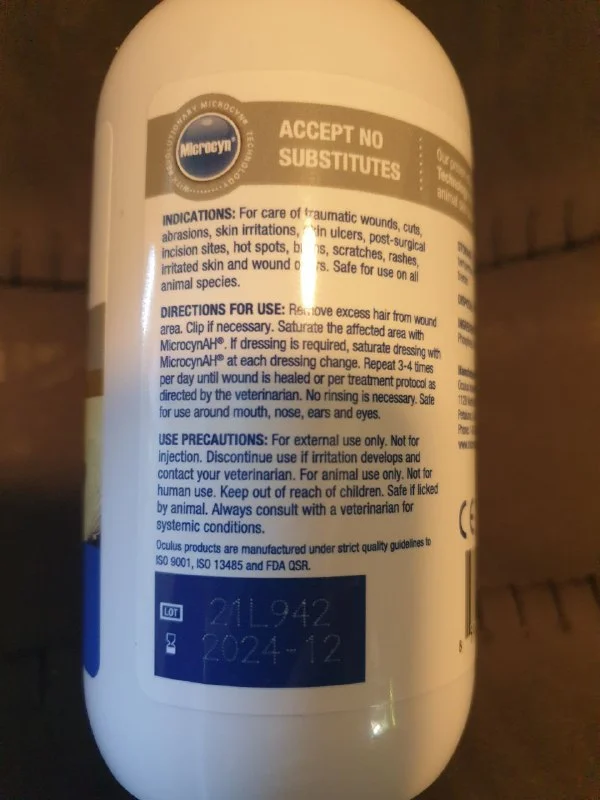 Microcyn®
ACCEPT NO
SUBSTITUTES
INDICATIONS: For care of traumatic wounds, cuts,
abrasions, skin irritations, skin ulcers, post-surgical
incision sites, hot spots, burns, scratches, rashes,
irritated skin and wound odors. Safe for use on all
animal species.
DIRECTIONS FOR USE: Remove excess hair from wound
area. Clip if necessary. Saturate the affected area with
MicrocynAH®. If dressing is required, saturate dressing with
MicrocynAH® at each dressing change. Repeat 3-4 times
per day until wound is healed or per treatment protocol as
directed by the veterinarian. No rinsing is necessary. Safe
for use around mouth, nose, ears and eyes.
USE PRECAUTIONS: For external use only. Not for
injection. Discontinue use if irritation develops and
contact your veterinarian. For animal use only. Not for
human use. Keep out of reach of children. Safe if licked
by animal. Always consult with a veterinarian for
systemic conditions.
Oculus products are manufactured under strict quality guidelines to
ISO 9001, ISO 13485 and FDA QSR.
LOT 21L942
2024-12
Our
animal
CE